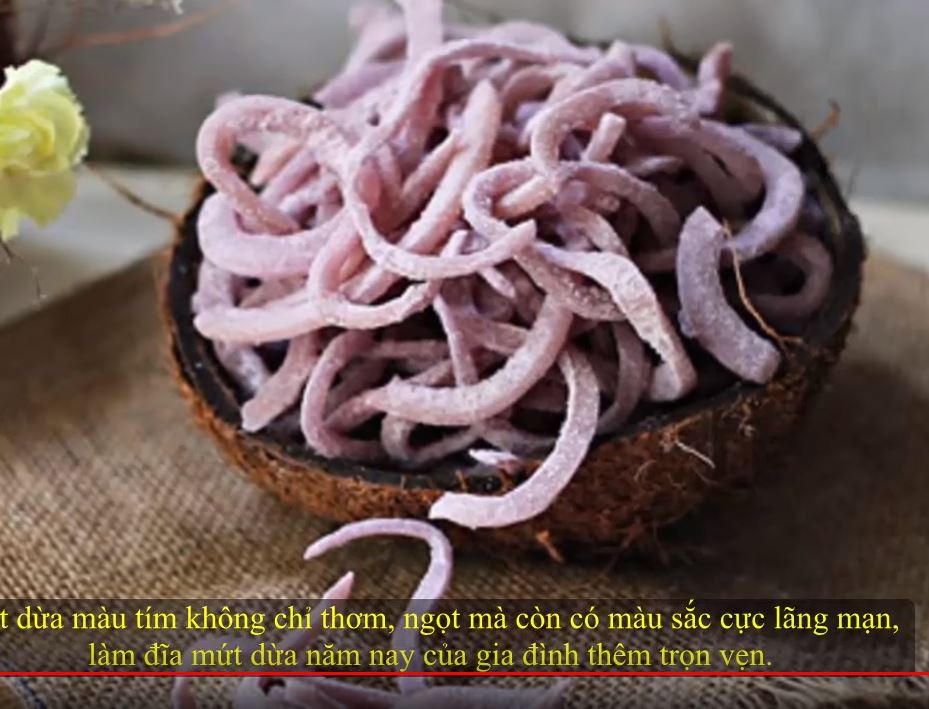 dừa màu tím không chỉ thơm, ngọt mà còn có màu sắc cực lãng mạn,
làm đĩa mứt dừa năm nay của gia đình thêm trọn vẹn.